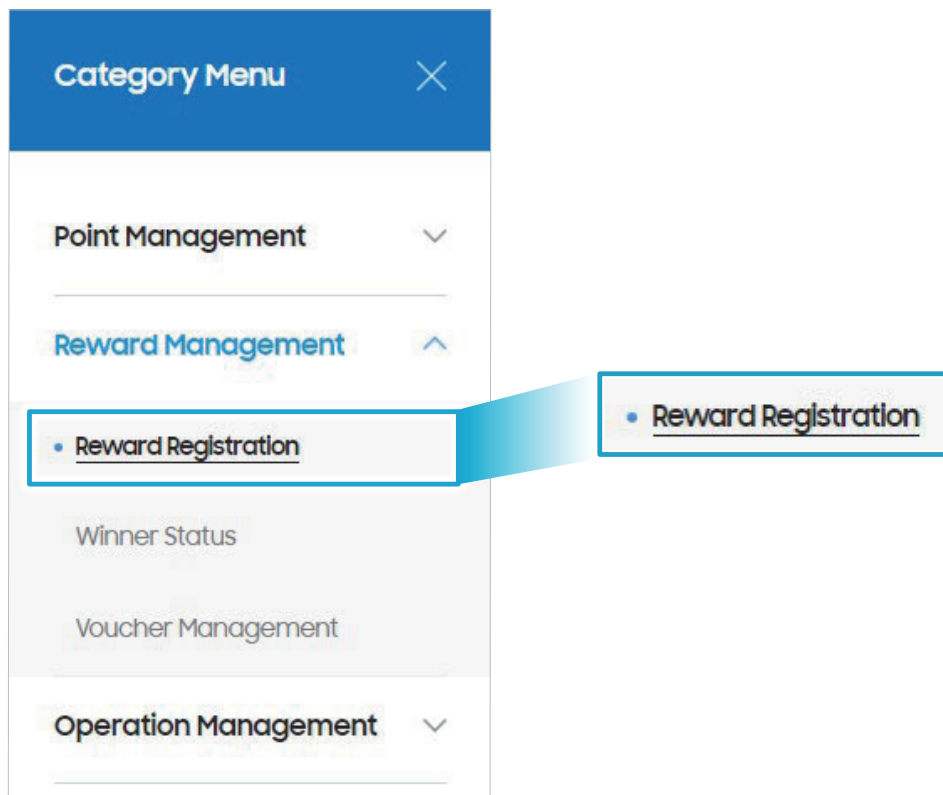 Category Menu
Point Management
Reward Management
Reward Registration
Reward Registration
Winner Status
Voucher Management
Operation Management